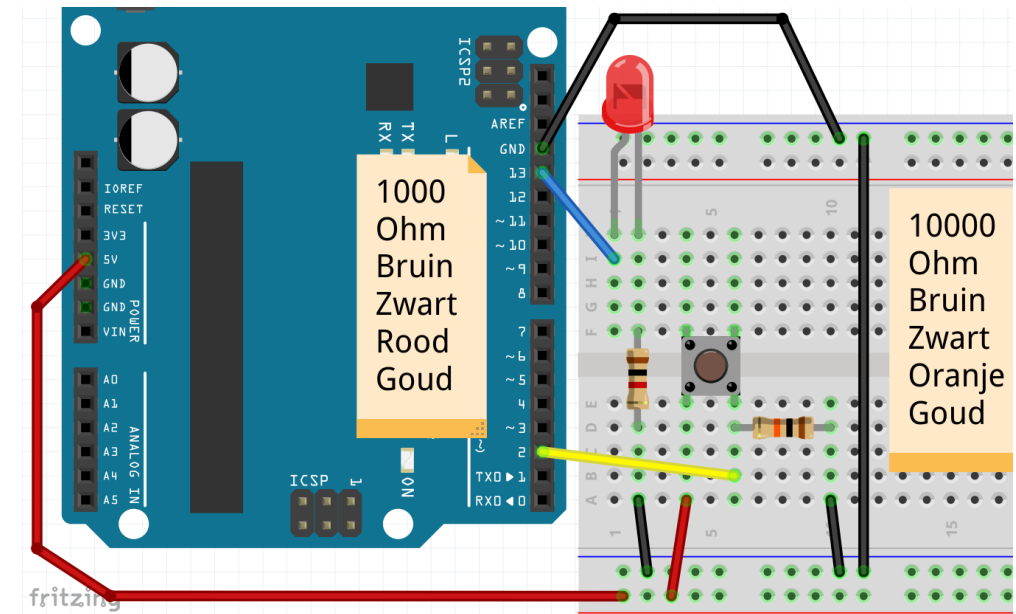 ICSP2
AREF
GND
13
12
~11
~10
~9
8
7
~6
~5
4
~3
2
TX0▶1
RX0◀0
RX
TX
L
IOREF
RESET
3V3
5V
GND
GND
VIN
POWER
A0
A1
A2
A3
A4
A5
ANALOG IN
1000
Ohm
Bruin
Zwart
Rood
Goud
ON
ICSP
1
5
10
I
H
G
F
E
D
C
B
A
1
5
15
10000
Ohm
Bruin
Zwart
Oranje
Goud
fritzing